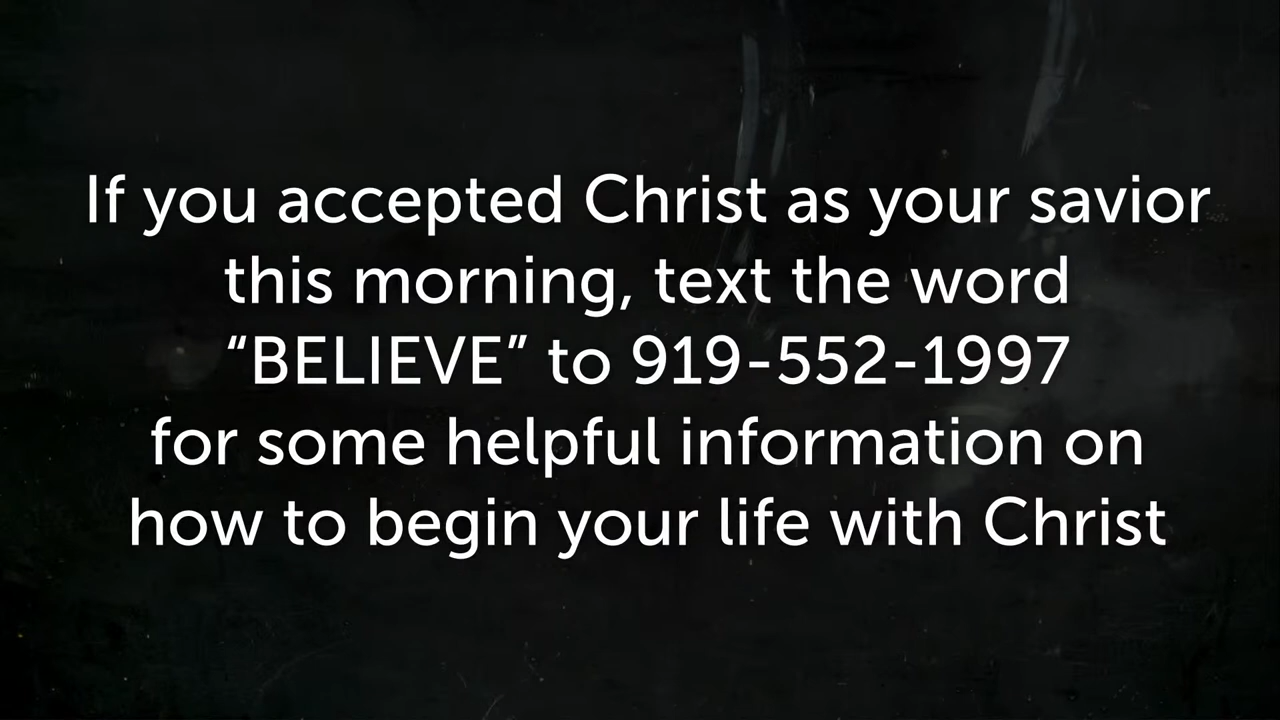 If you accepted Christ as your savior
this morning, text the word
“BELIEVE” to 919-552-1997
for some helpful information on
how to begin your life with Christ